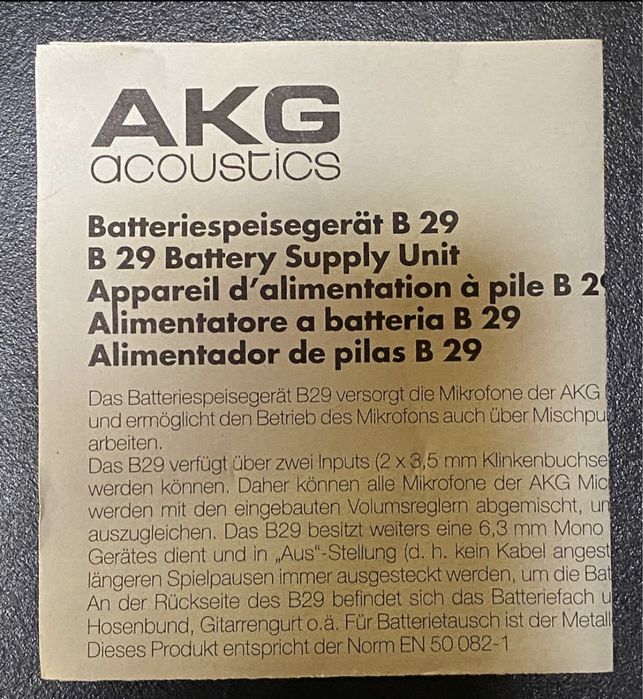 AKG
acoustics
Batteriespeisegerät B 29
B 29 Battery Supply Unit
Appareil d'alimentation à pile B 29
Alimentatore a batteria B 29
Alimentador de pilas B 29
Das Batteriespeisegerät B29 versorgt die Mikrofone der AKG
und ermöglicht den Betrieb des Mikrofons auch über Mischpu
arbeiten.
Das B29 verfügt über zwei Inputs (2 x 3,5 mm Klinkenbuchse
werden können. Daher können alle Mikrofone der AKG Mic
werden mit den eingebauten Volumsreglern abgemischt, un
auszugleichen. Das B29 besitzt weiters eine 6,3 mm Mono
Gerätes dient und in „Aus"-Stellung (d. h. kein Kabel angest
längeren Spielpausen immer ausgesteckt werden, um die Bat
An der Rückseite des B29 befindet sich das Batteriefach u
Hosenbund, Gitarrengurt o.ä. Für Batterietausch ist der Metall
Dieses Produkt entspricht der Norm EN 50 082-1